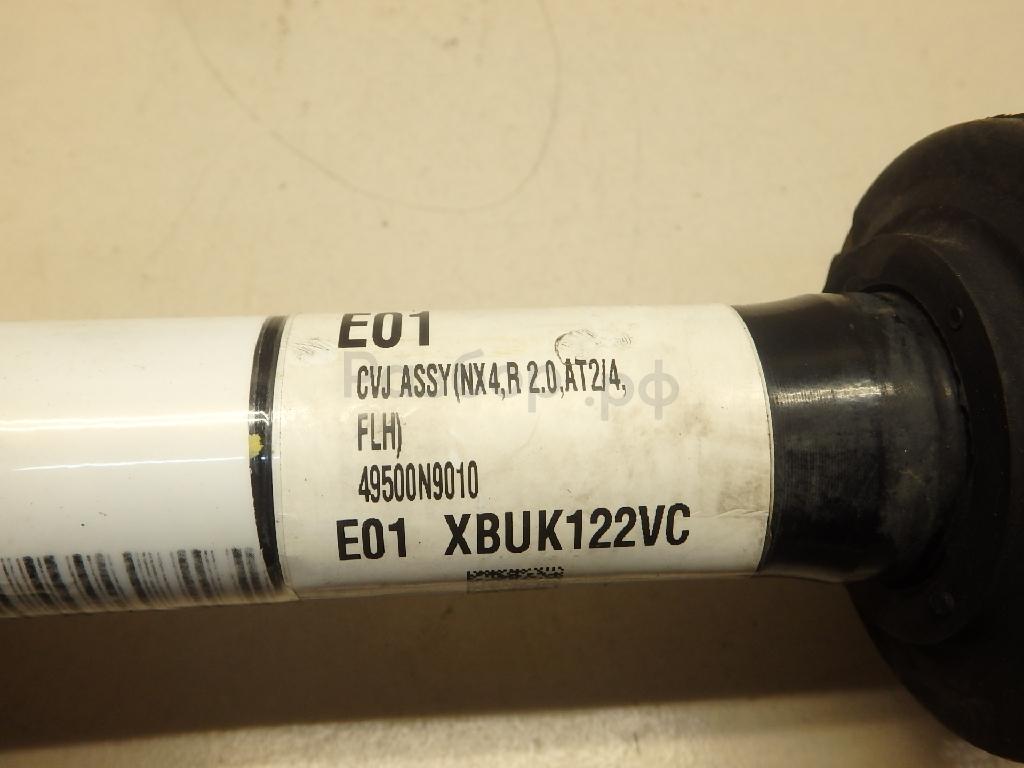 E01
CVJ ASSY(NX4,R 2.0,AT2/4,
FLH)
49500N9010
E01 XBUK122VC